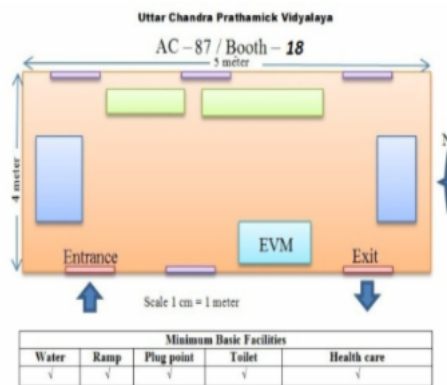 Uttar Chandra Prathamick Vidyalaya
AC – 87 / Booth – 18
5 meter
4 meter
N
EVM
Entrance
Exit
Scale 1 cm = 1 meter
Minimum Basic Facilities
Water Ramp Plug point Toilet Health care
√ √ √ √ √